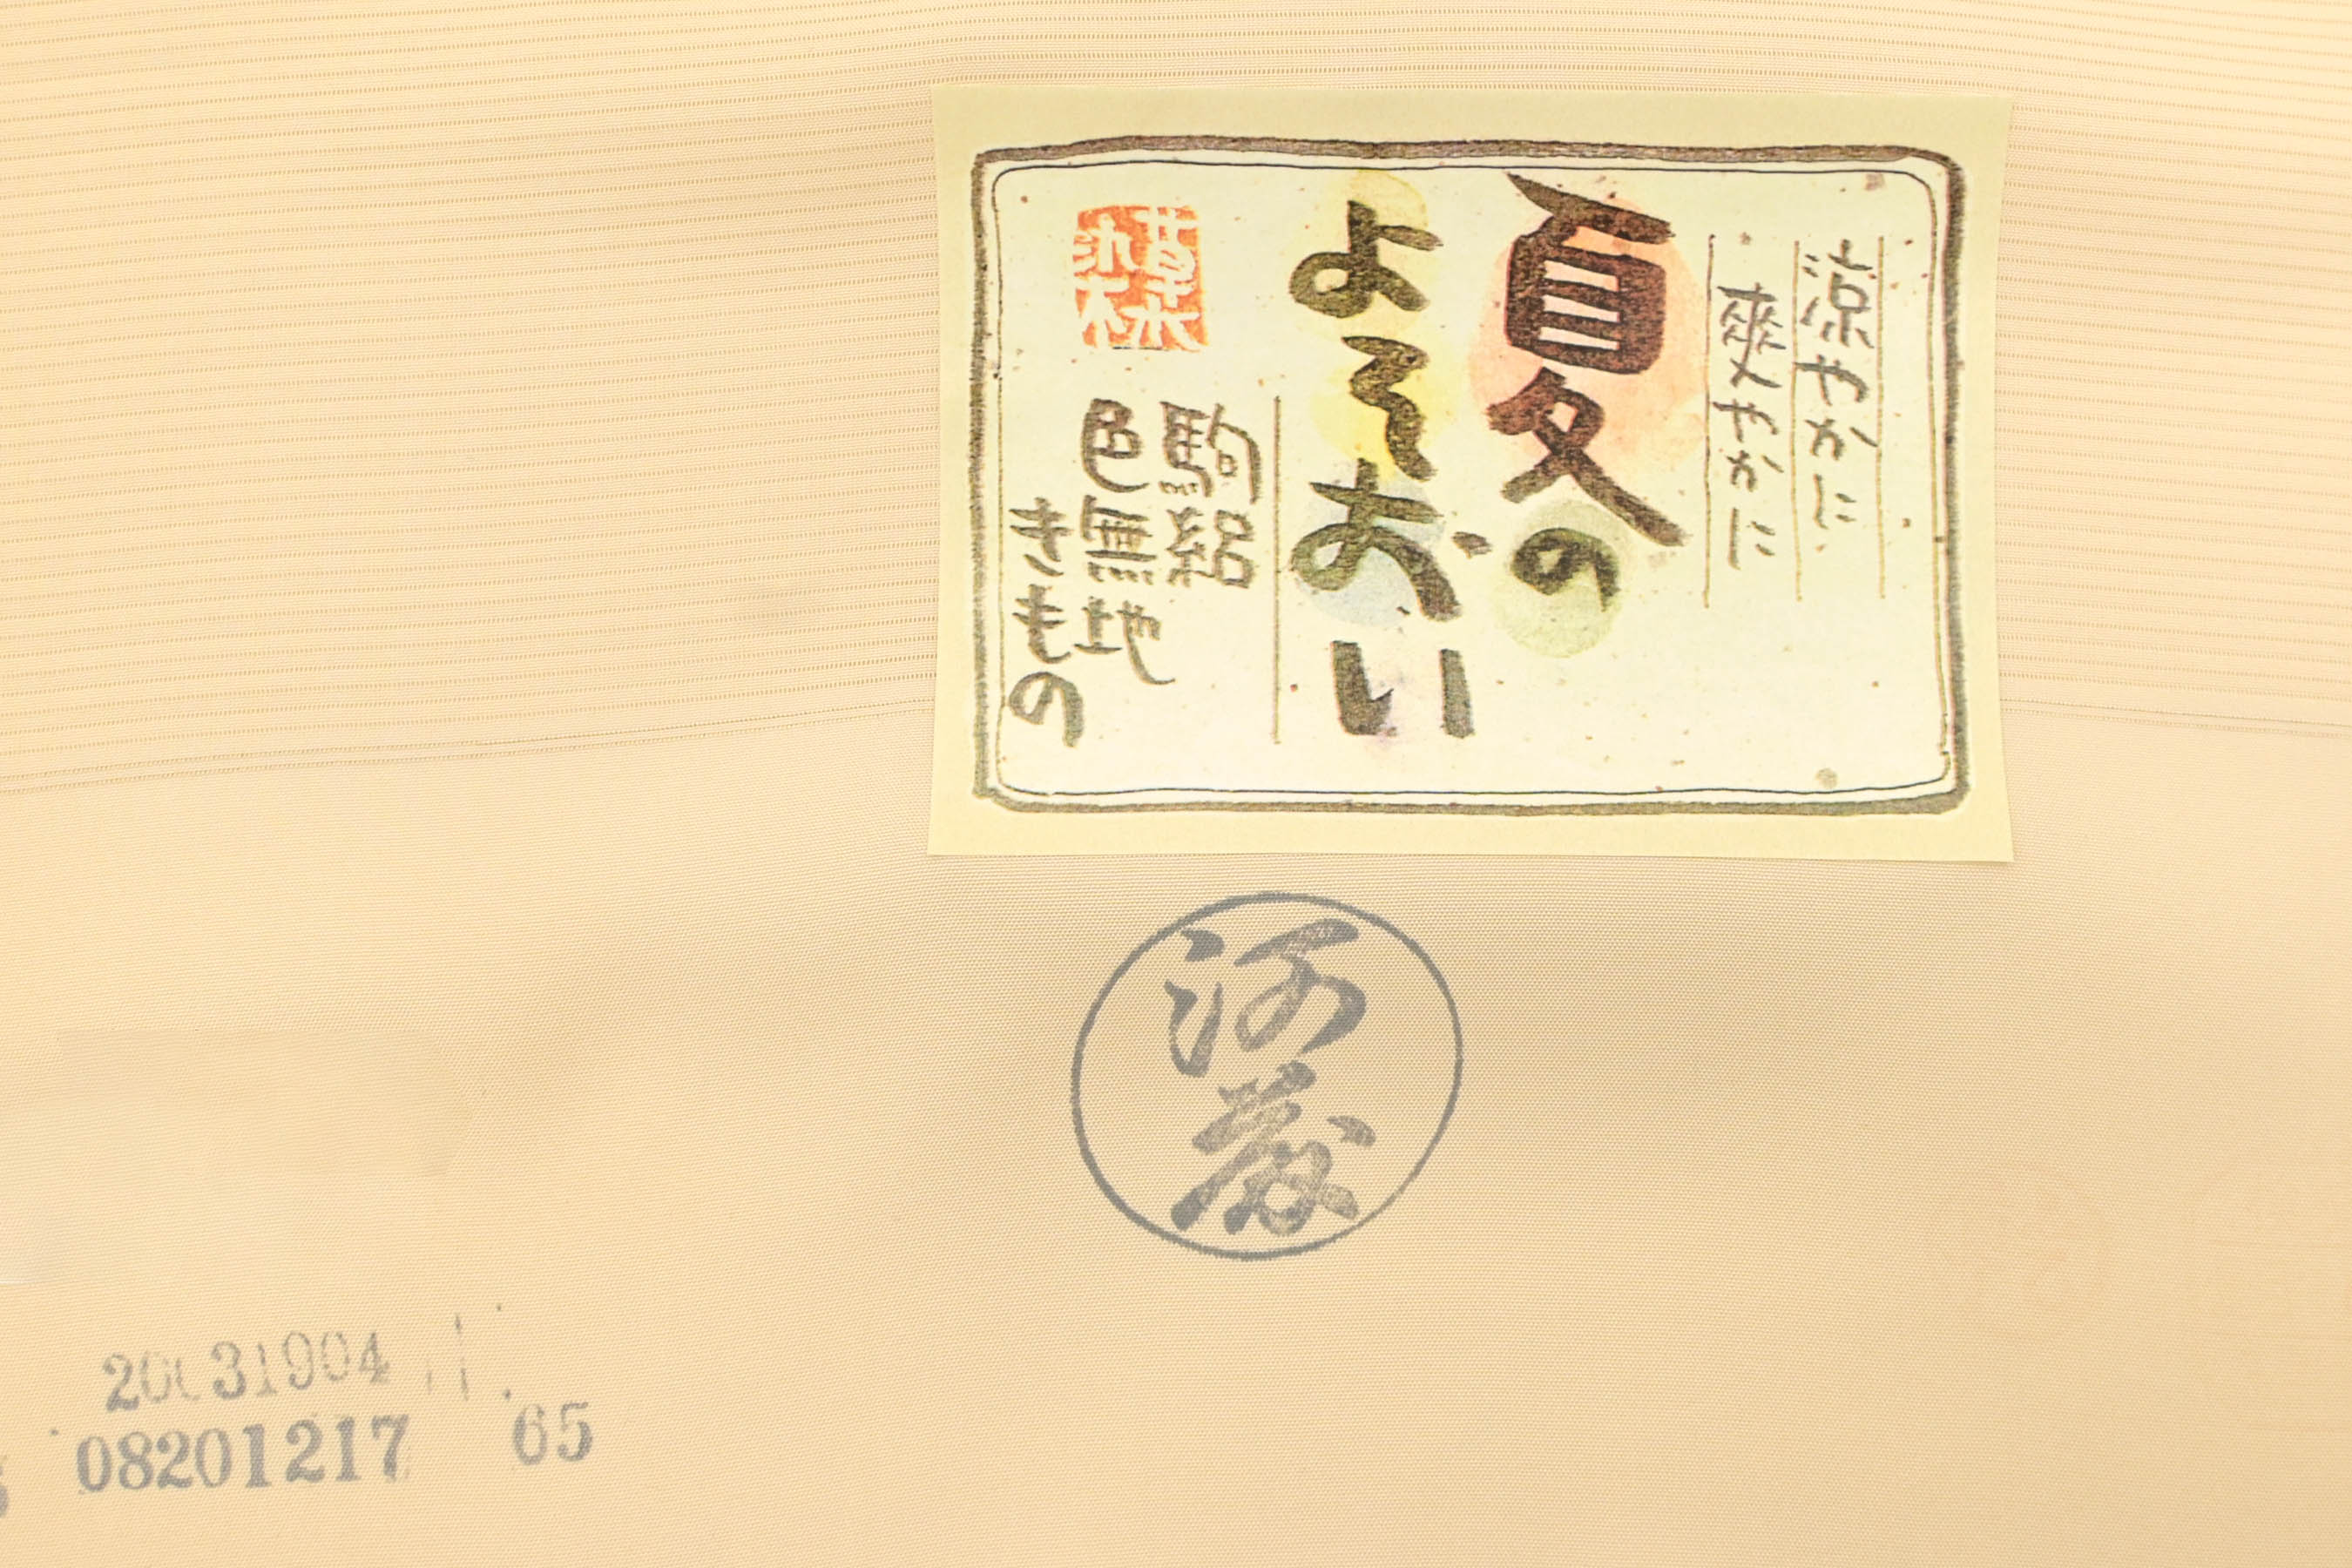 涼やかに
爽やかに
夏の
よそおい
駒絽
色無地
きもの
08201217 65